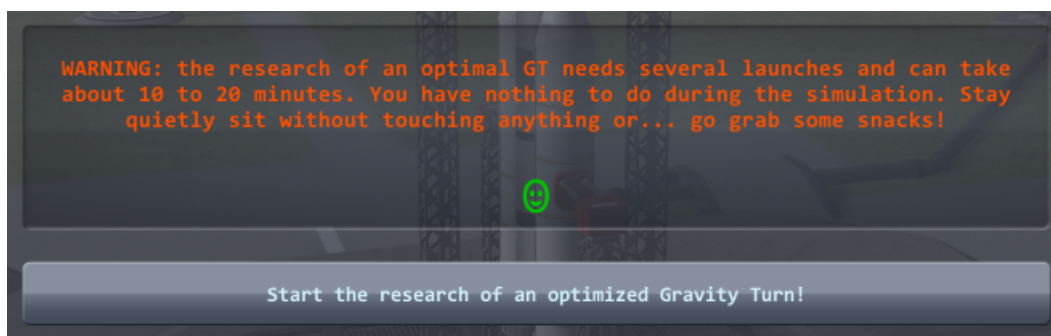 WARNING: the research of an optimal GT needs several launches and can take
about 10 to 20 minutes. You have nothing to do during the simulation. Stay
quietly sit without touching anything or... go grab some snacks!
Start the research of an optimized Gravity Turn!